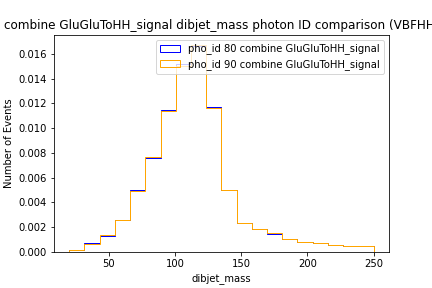 combine GluGluToHH_signal dibjet_mass photon ID comparison (VBFHH
pho_id 80 combine GluGluToHH_signal
pho_id 90 combine GluGluToHH_signal
Number of Events
0.016
0.014
0.012
0.010
0.008
0.006
0.004
0.002
0.000
50
100
150
200
250
dibjet_mass